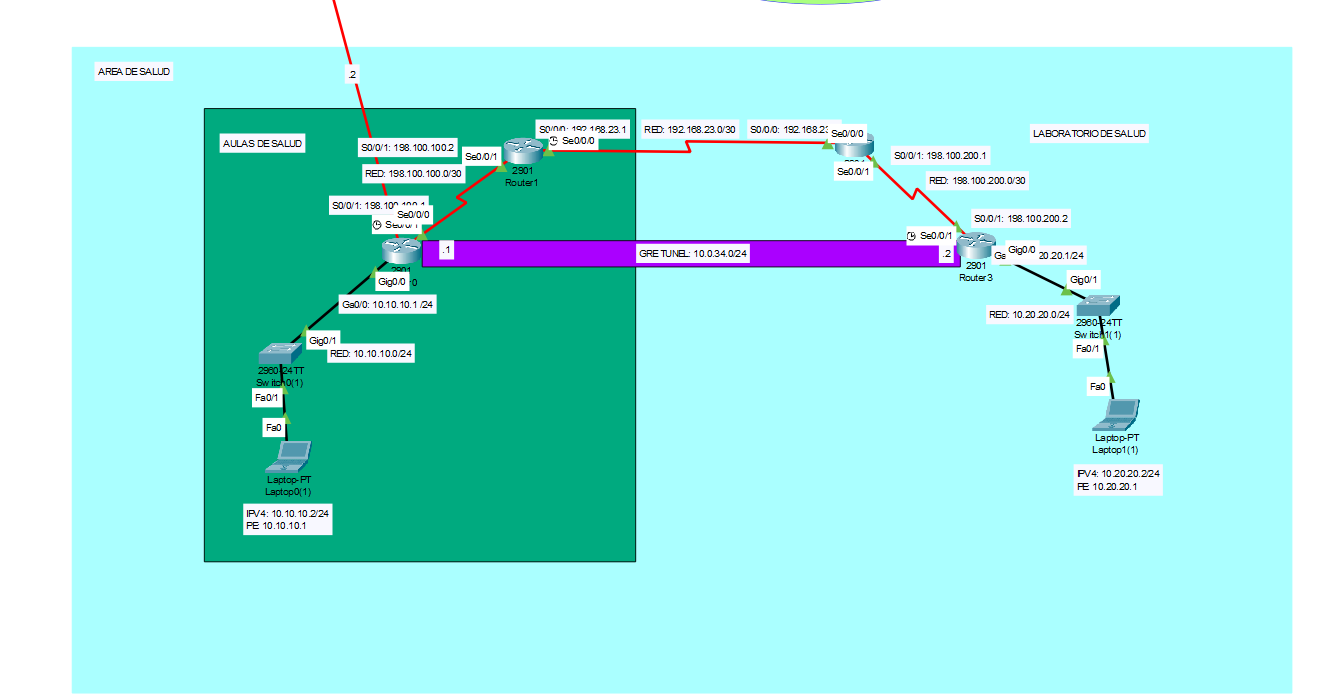 .2
AREA DE SALUD
AULAS DE SALUD
S0/0/1: 198.100.100.2
RED: 198.100.100.0/30
Se0/0/1
2901
Router1
S0/0/0: 192.168.23.1
Se0/0/0
RED: 192.168.23.0/30
S0/0/0: 192.168.23
Se0/0/0
Se0/0/1
LABORATORIO DE SALUD
S0/0/1: 198.100.200.1
RED: 198.100.200.0/30
S0/0/1: 198.100.200.2
Se0/0/1
.2
2901
Router3
Gig0/0
20.20.1/24
Gig0/1
RED: 10.20.20.0/24
2960-24TT
Switch1(1)
Fa0/1
Fa0
Laptop-PT
Laptop1(1)
IPV4: 10.20.20.2/24
PE: 10.20.20.1
S0/0/1: 198.100.100.1
Se0/0/0
Se0/0/1
.1
GRE TUNEL: 10.0.34.0/24
2901
Gig0/0
Ga0/0: 10.10.10.1 /24
Gig0/1
RED: 10.10.10.0/24
2960-24TT
Switch0(1)
Fa0/1
Fa0
Laptop-PT
Laptop0(1)
IPV4: 10.10.10.2/24
PE: 10.10.10.1